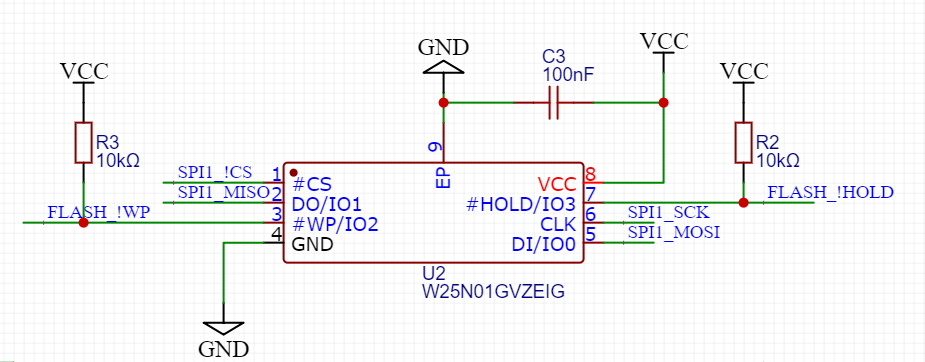 GND
VCC
C3
100nF
VCC
VCC
R3
10kΩ
R2
10kΩ
9
EP
SPI1_!CS
1
#CS
SPI1_MISO
2
DO/IO1
FLASH_!WP
3
#WP/IO2
4
GND
VCC
8
#HOLD/IO3
7
FLASH_!HOLD
CLK
6
SPI1_SCK
DI/IO0
5
SPI1_MOSI
U2
W25N01GVZEIG
GND